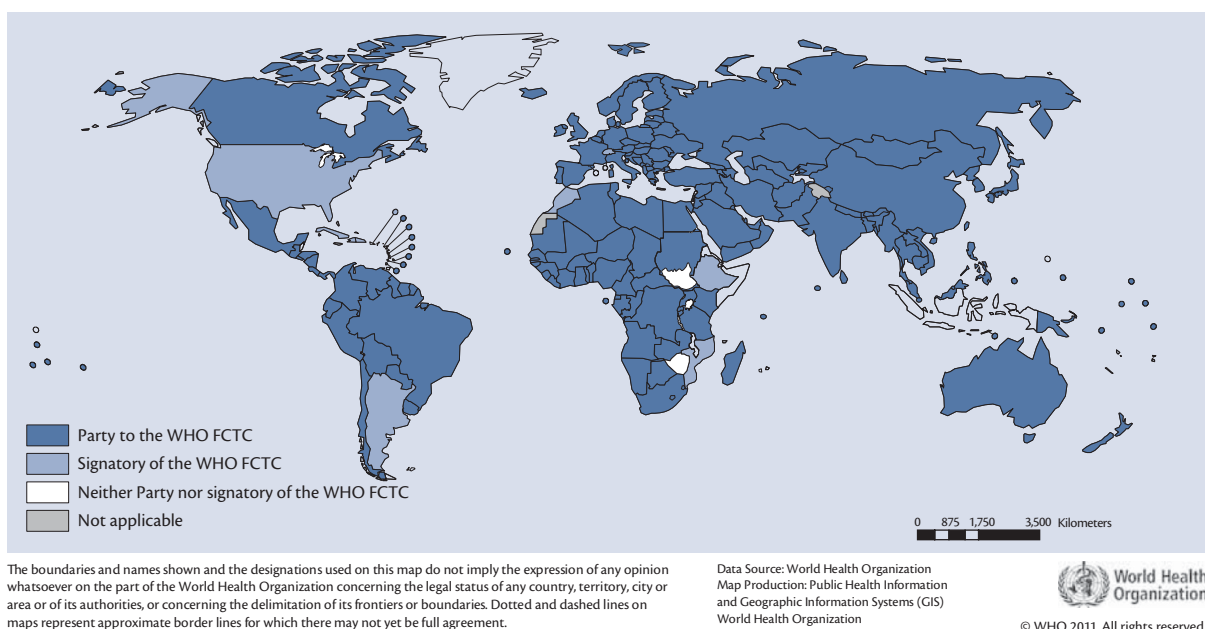 Party to the WHO FCTC
Signatory of the WHO FCTC
Neither Party nor signatory of the WHO FCTC
Not applicable
0 875 1,750 3,500 Kilometers
The boundaries and names shown and the designations used on this map do not imply the expression of any opinion
whatsoever on the part of the World Health Organization concerning the legal status of any country, territory, city or
area or of its authorities, or concerning the delimitation of its frontiers or boundaries. Dotted and dashed lines on
maps represent approximate border lines for which there may not yet be full agreement.
Data Source: World Health Organization
Map Production: Public Health Information
and Geographic Information Systems (GIS)
World Health Organization
World Health
Organization
© WHO 2011. All rights reserved